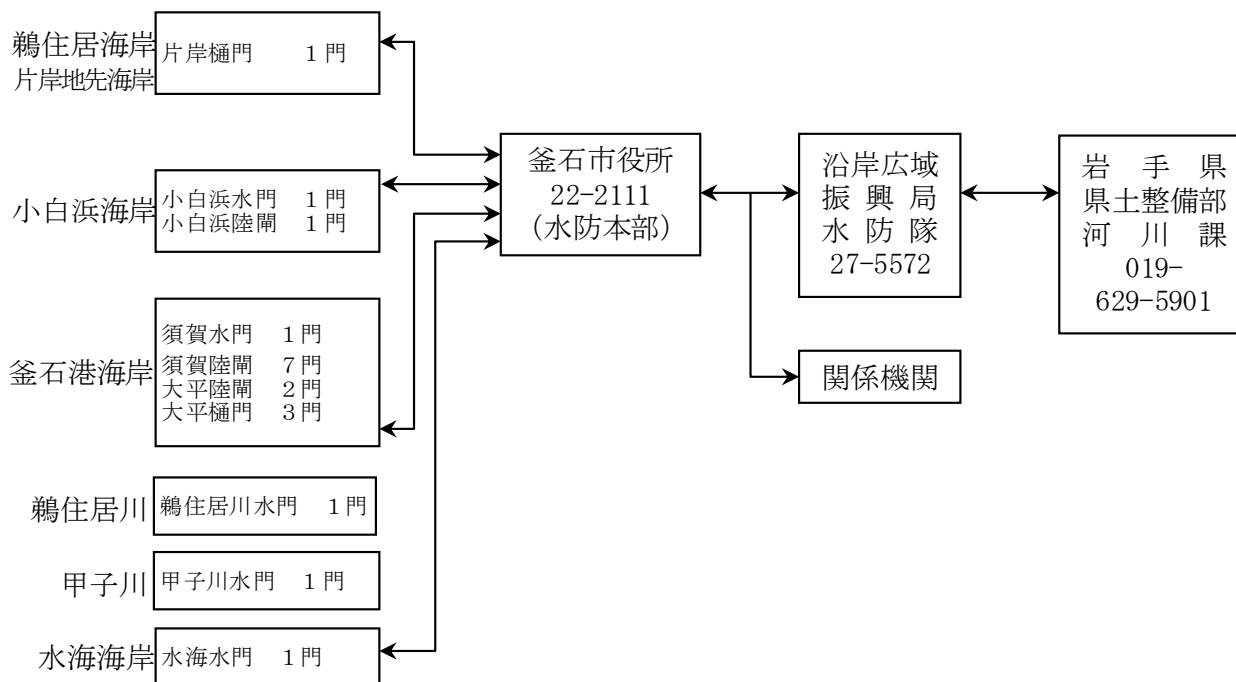 鵜住居海岸
片岸地先海岸
片岸樋門　１門
小白浜海岸
小白浜水門　１門
小白浜陸閘　１門
釜石港海岸
須賀水門　１門
須賀陸閘　７門
大平陸閘　２門
大平樋門　３門
鵜住居川
鵜住居川水門　１門
甲子川
甲子川水門　１門
水海海岸
水海水門　１門
釜石市役所
22-2111
（水防本部）
沿岸広域
振興局
水防隊
27-5572
関係機関
岩手県
県土整備部
河川課
019-
629-5901